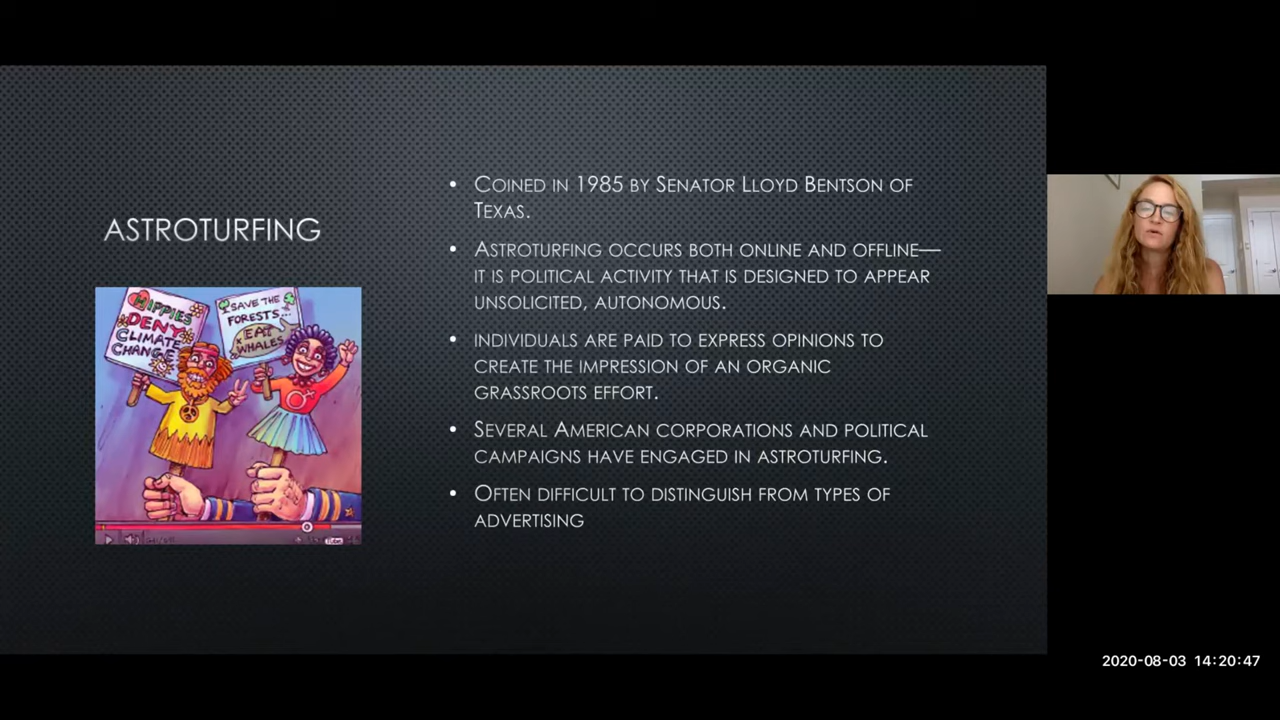 ASTROTURFING
HIPPIES
DENY
CLIMATE
CHANGE
SAVE THE
FORESTS...
EAT
WHALES
• COINED IN 1985 BY SENATOR LLOYD BENTSON OF
TEXAS.
• ASTROTURFING OCCURS BOTH ONLINE AND OFFLINE—
IT IS POLITICAL ACTIVITY THAT IS DESIGNED TO APPEAR
UNSOLICITED, AUTONOMOUS.
• INDIVIDUALS ARE PAID TO EXPRESS OPINIONS TO
CREATE THE IMPRESSION OF AN ORGANIC
GRASSROOTS EFFORT.
• SEVERAL AMERICAN CORPORATIONS AND POLITICAL
CAMPAIGNS HAVE ENGAGED IN ASTROTURFING.
• OFTEN DIFFICULT TO DISTINGUISH FROM TYPES OF
ADVERTISING
2020-08-03 14:20:47